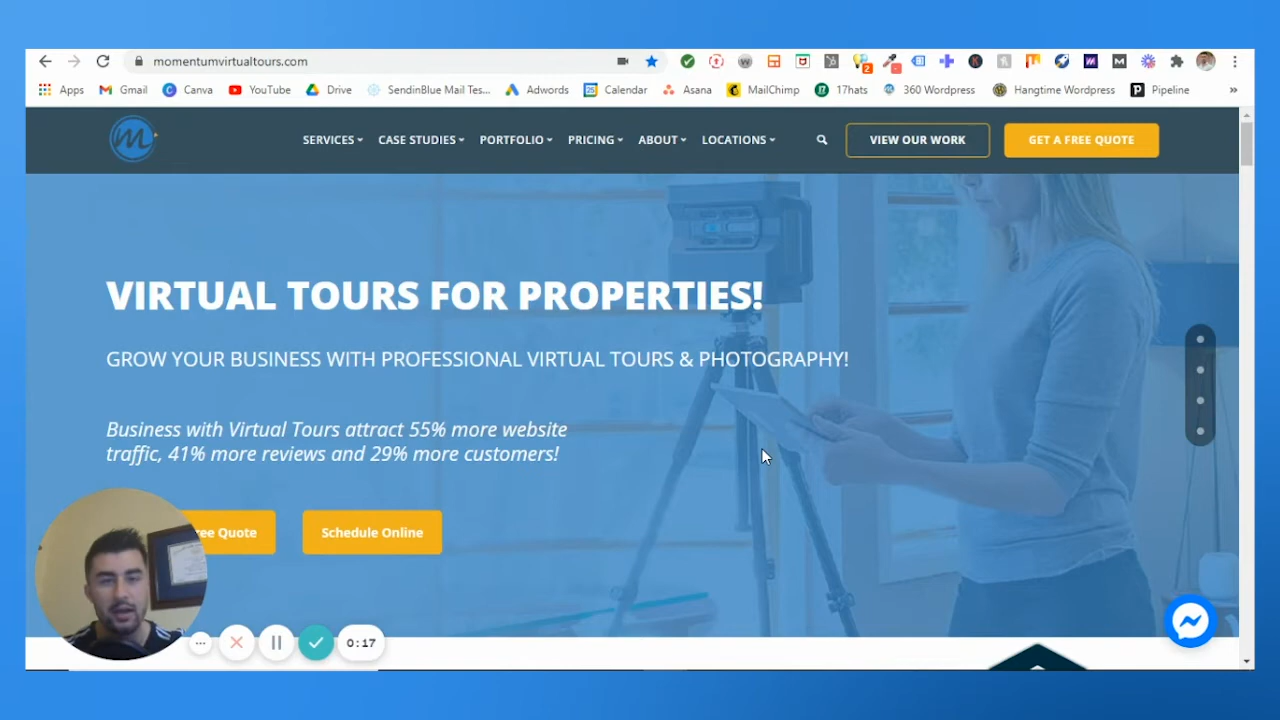 momentumvirtualtours.com
2
Apps Gmail Canva YouTube Drive SendinBlue Mail Tes... Adwords Calendar Asana MailChimp 17hats 360 Wordpress Hangtime Wordpress Pipeline »
M SERVICES CASE STUDIES PORTFOLIO PRICING ABOUT LOCATIONS VIEW OUR WORK GET A FREE QUOTE
VIRTUAL TOURS FOR PROPERTIES!
GROW YOUR BUSINESS WITH PROFESSIONAL VIRTUAL TOURS & PHOTOGRAPHY!
Business with Virtual Tours attract 55% more website
traffic, 41% more reviews and 29% more customers!
Free Quote Schedule Online
0:17